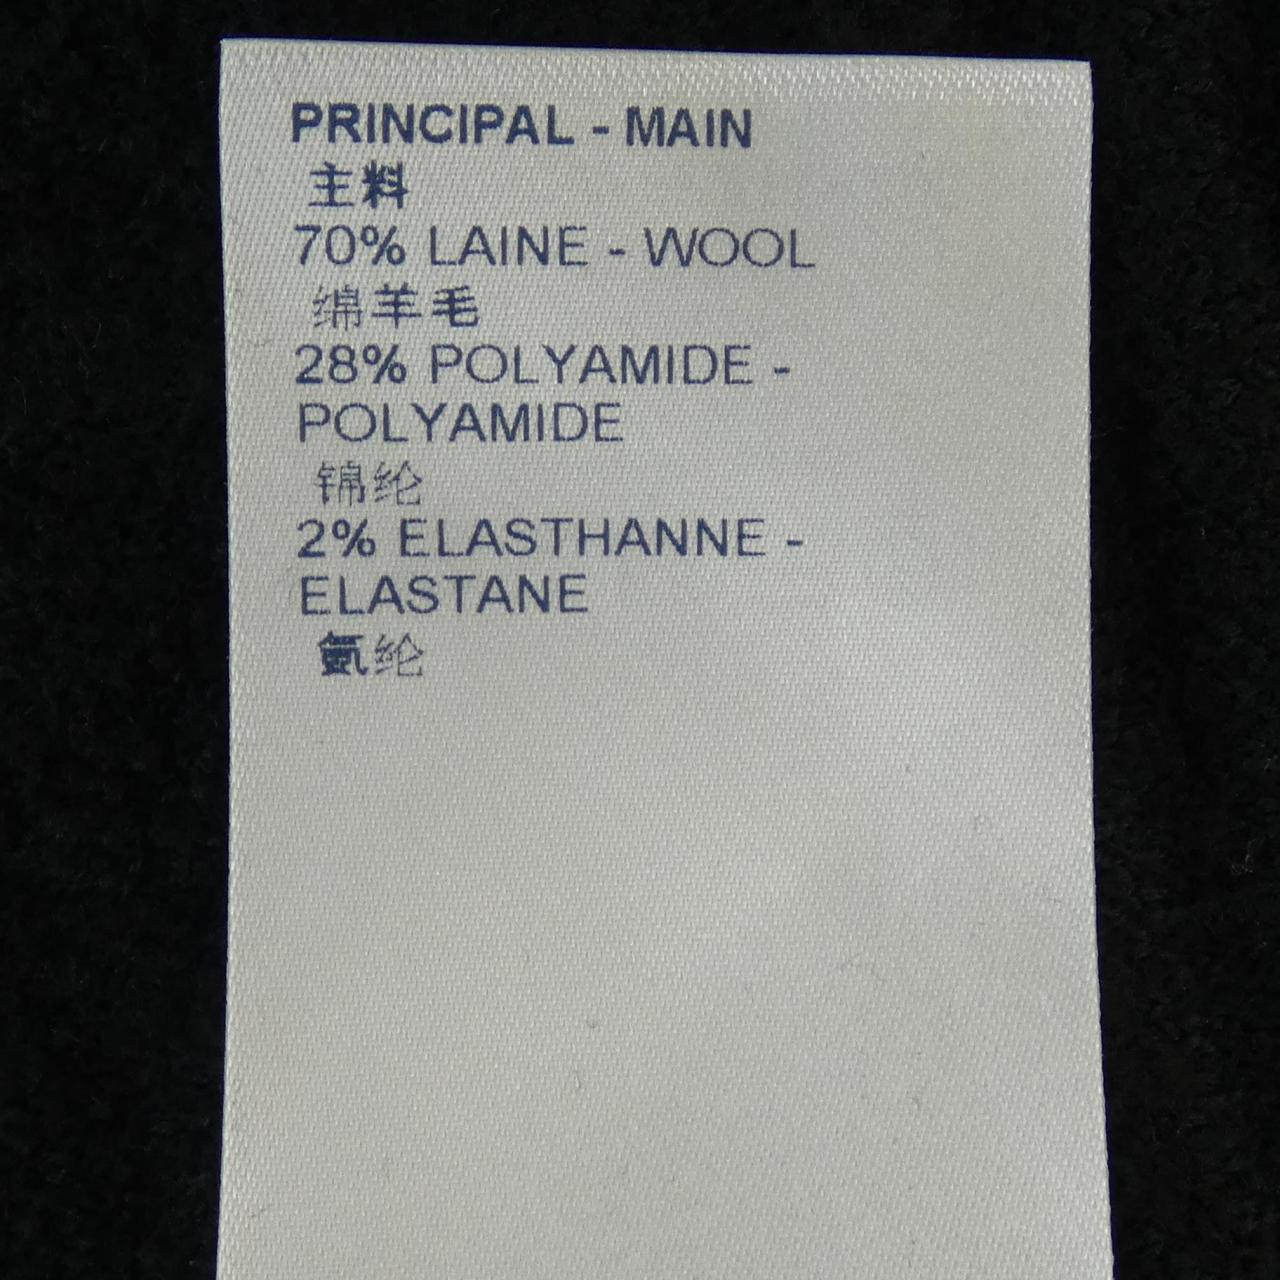 PRINCIPAL - MAIN
主料
70% LAINE - WOOL
绵羊毛
28% POLYAMIDE -
POLYAMIDE
锦纶
2% ELASTHANNE -
ELASTANE
氨纶